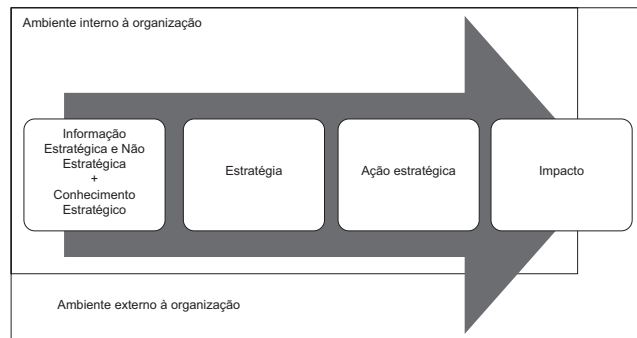 Ambiente interno à organização
Informação
Estratégica e Não
Estratégica
+
Conhecimento
Estratégico
Estratégia
Ação estratégica
Impacto
Ambiente externo à organização